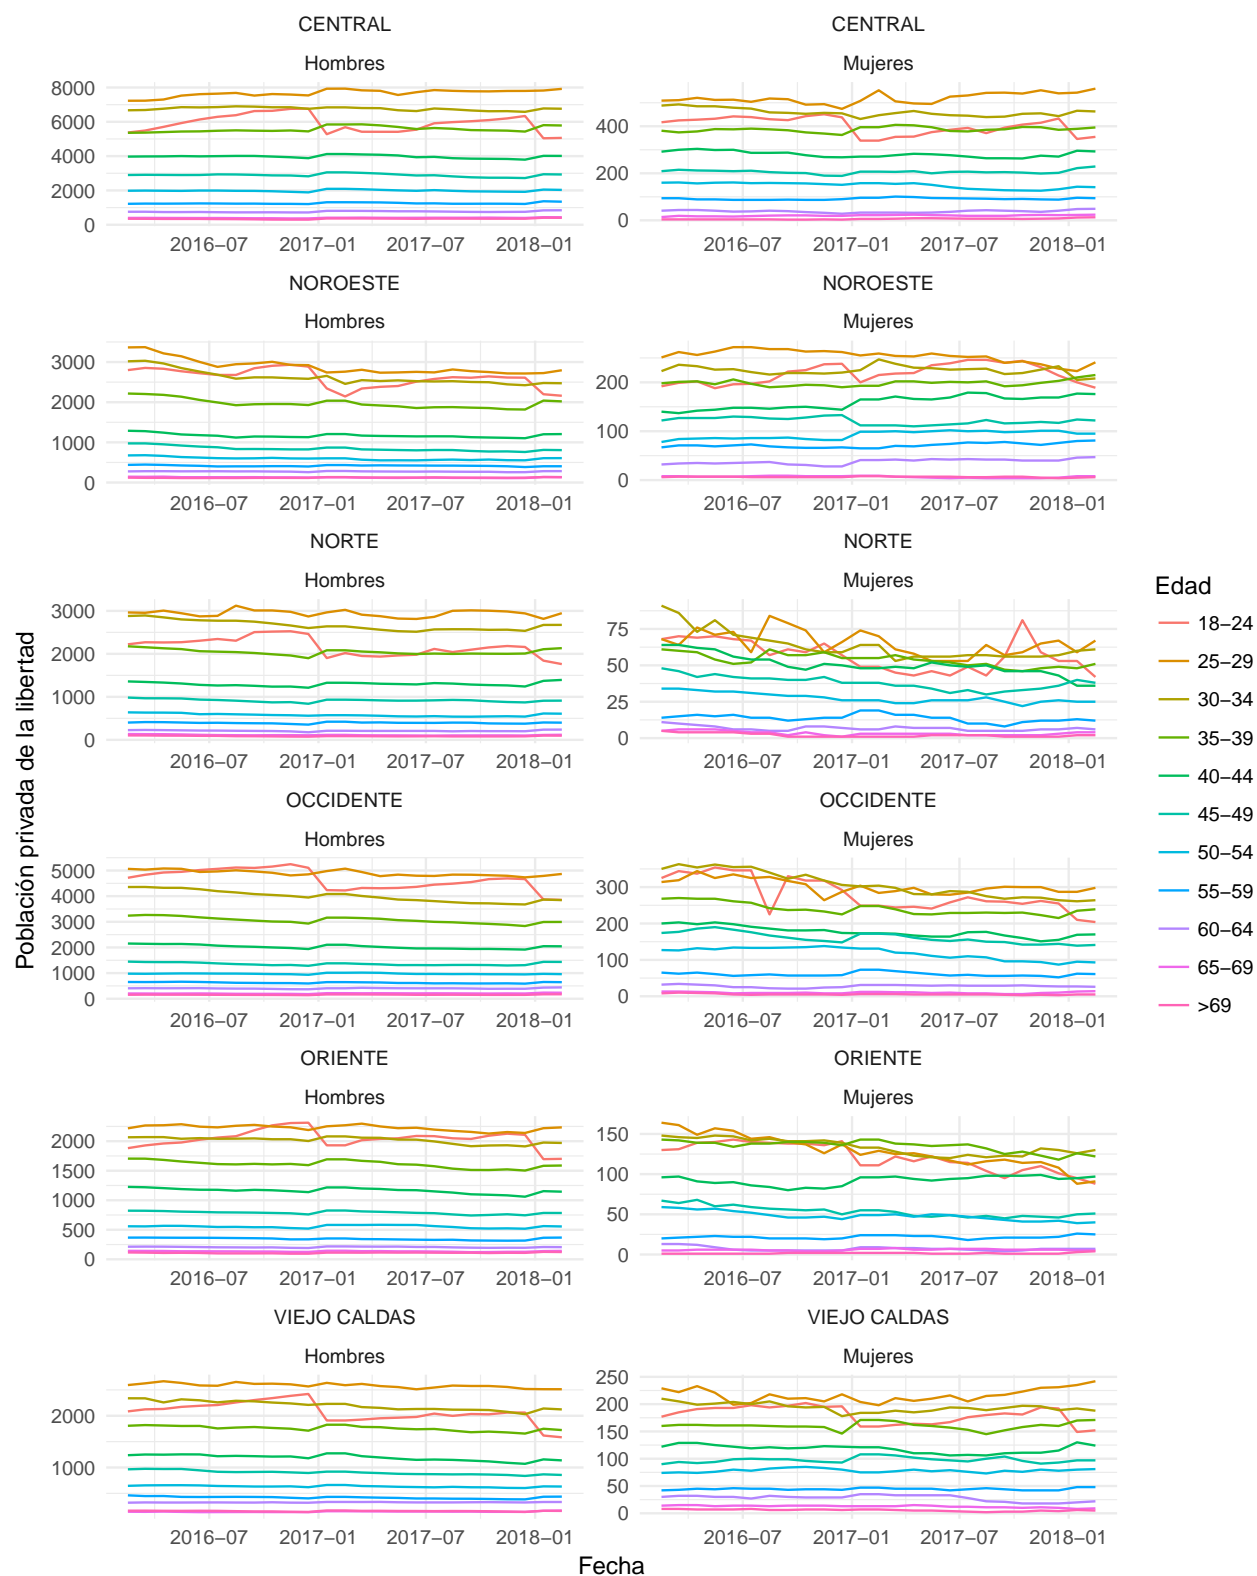 CENTRAL CENTRAL
Hombres Mujeres
8000
6000
4000
2000
0
400
200
0
2016−07 2017−01 2017−07 2018−01 2016−07 2017−01 2017−07 2018−01
NOROESTE NOROESTE
Hombres Mujeres
3000
2000
1000
0
200
100
0
2016−07 2017−01 2017−07 2018−01 2016−07 2017−01 2017−07 2018−01
NORTE NORTE
Hombres Mujeres
3000
2000
1000
0
75
50
25
0
2016−07 2017−01 2017−07 2018−01 2016−07 2017−01 2017−07 2018−01
OCCIDENTE OCCIDENTE
Hombres Mujeres
5000
4000
3000
2000
1000
0
300
200
100
0
2016−07 2017−01 2017−07 2018−01 2016−07 2017−01 2017−07 2018−01
ORIENTE ORIENTE
Hombres Mujeres
2000
1500
1000
500
0
150
100
50
0
2016−07 2017−01 2017−07 2018−01 2016−07 2017−01 2017−07 2018−01
VIEJO CALDAS VIEJO CALDAS
Hombres Mujeres
2000
1000
250
200
150
100
50
0
2016−07 2017−01 2017−07 2018−01 2016−07 2017−01 2017−07 2018−01
Fecha
Población privada de la libertad
Edad
18−24
25−29
30−34
35−39
40−44
45−49
50−54
55−59
60−64
65−69
>69